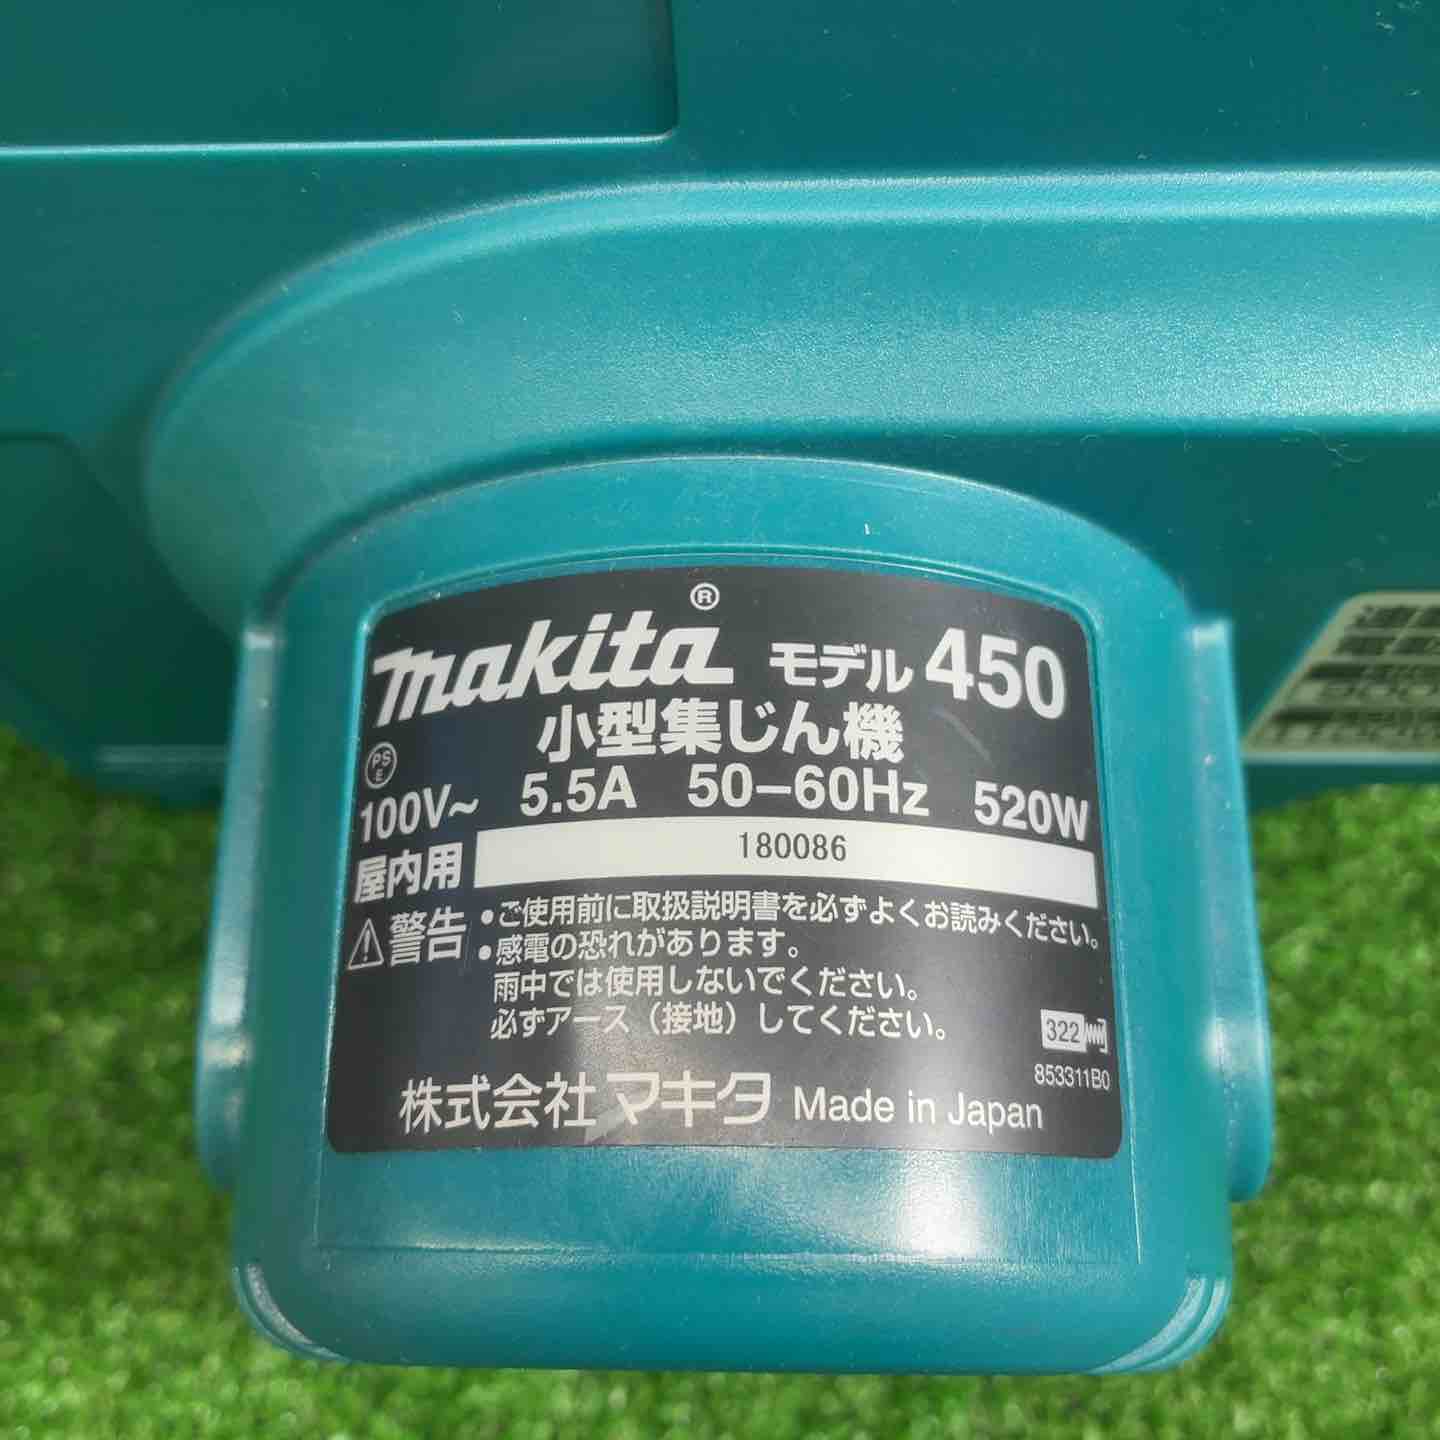 makita® モデル 450
小型集じん機
PS
E
100V~ 5.5A 50-60Hz 520W
屋内用 180086
警告 •ご使用前に取扱説明書を必ずよくお読みください。
•感電の恐れがあります。
雨中では使用しないでください。
必ずアース（接地）してください。
322
853311B0
株式会社マキタ Made in Japan